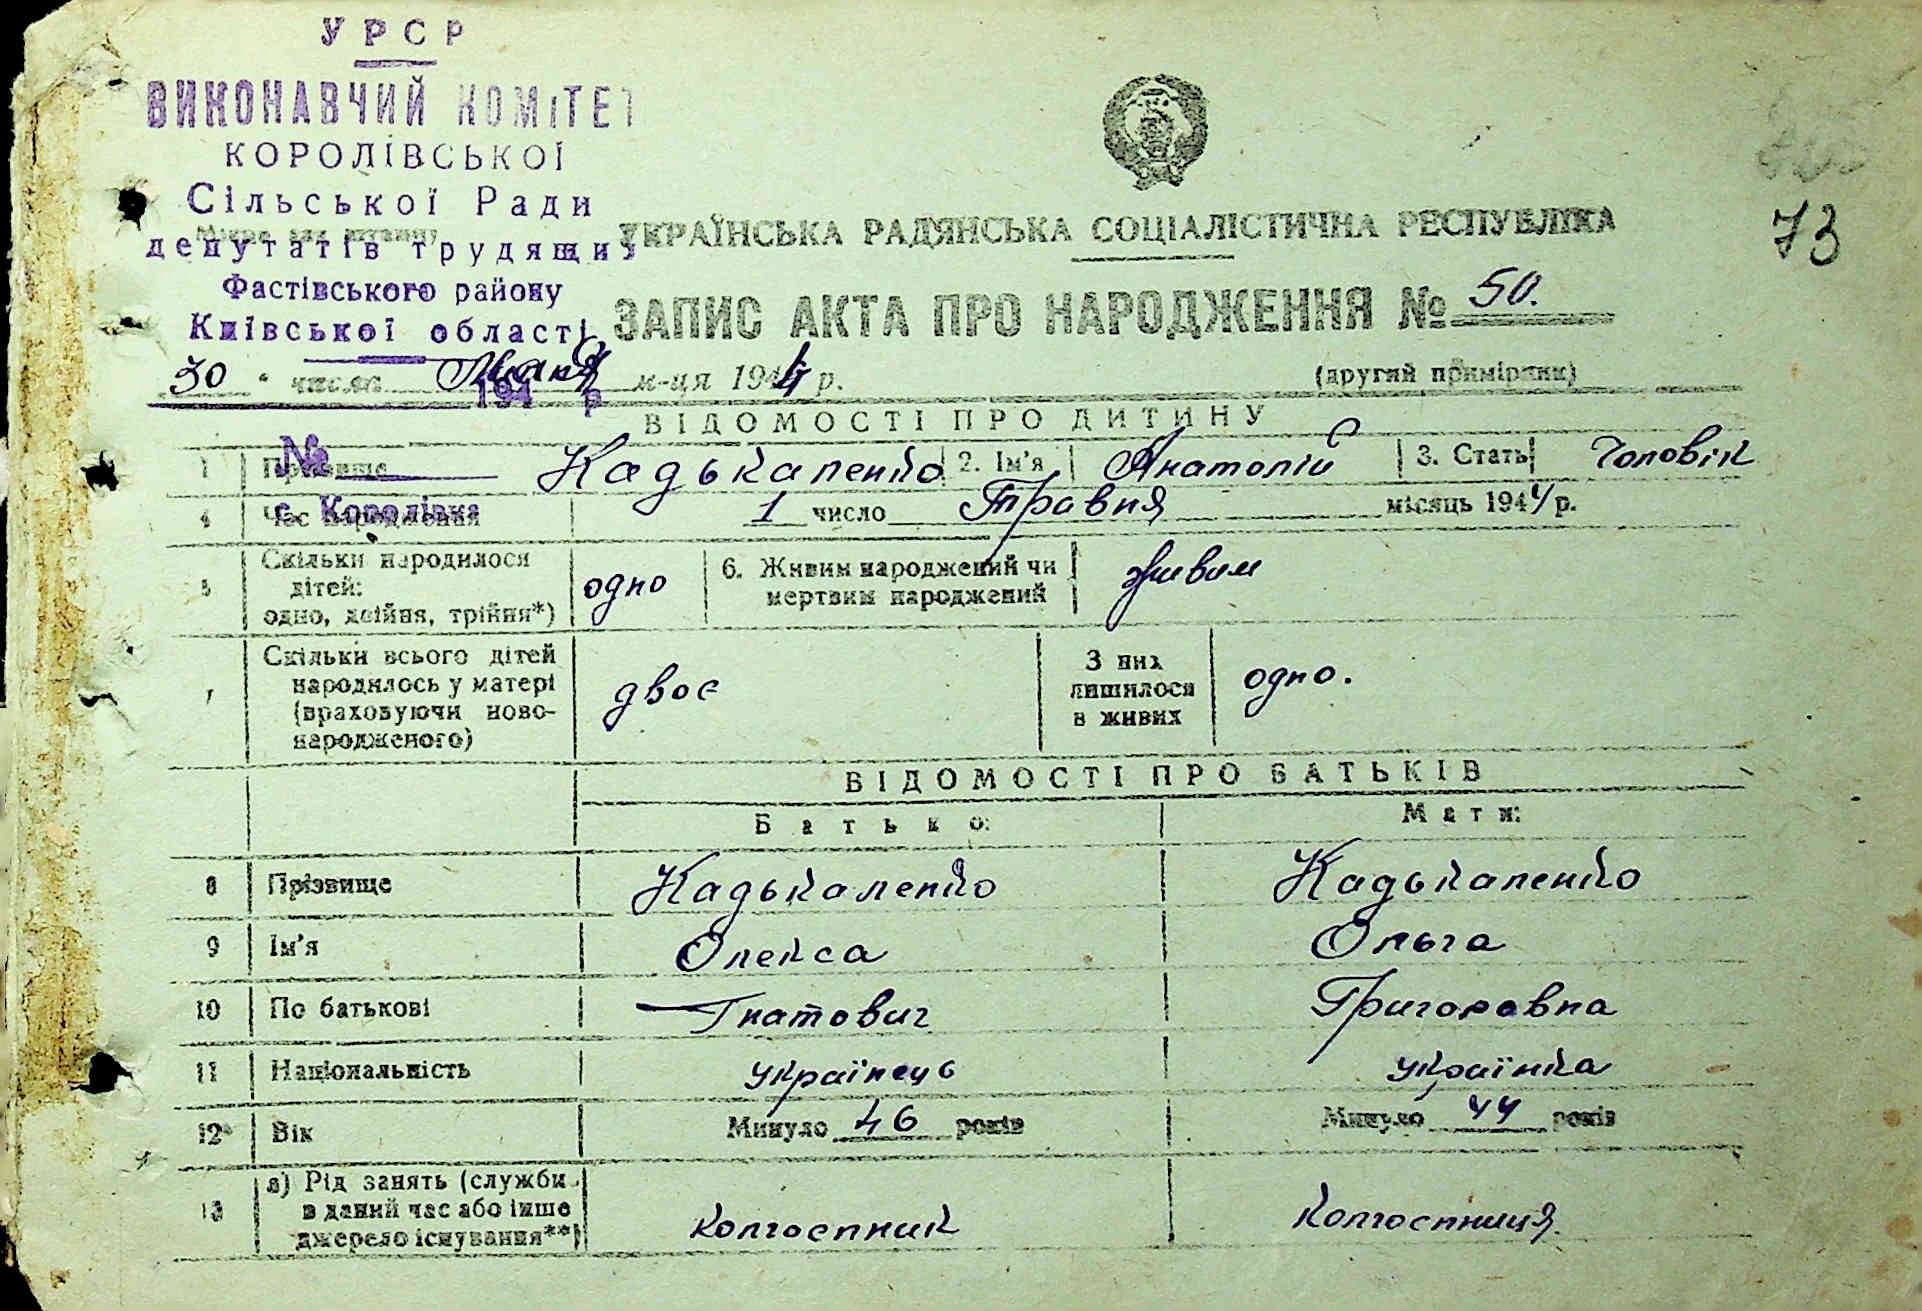 УРСР
ВИКОНАВЧИЙ КОМІТЕТ
КОРОЛІВСЬКОЇ
Сільської Ради
депутатів трудящих
Фастівського району
Київської області
194 р
№
с. Королівка
73
УКРАЇНСЬКА РАДЯНСЬКА СОЦІАЛІСТИЧНА РЕСПУБЛІКА
ЗАПИС АКТА ПРО НАРОДЖЕННЯ № 50.
30 числа Мая м-ця 1944 р. (другий примірник)
ВІДОМОСТІ ПРО ДИТИНУ
1 Прізвище Кадькаленко 2. Ім'я Анатолій 3. Стать Чоловік
4 Час народження 1 число Травня місяць 1944 р.
5 Скільки народилося дітей: одно, двійня, трійня*) одно 6. Живим народжений чи мертвим народжений живим
7 Скільки всього дітей народилось у матері (враховуючи новонародженого) двоє З них лишилося в живих одно.
ВІДОМОСТІ ПРО БАТЬКІВ
Батько: Мати:
8 Прізвище Кадькаленко Кадькаленко
9 Ім'я Олекса Ольга
10 По батькові Гнатович Григоровна
11 Національність українець українка
12 Вік Минуло 46 років Минуло 44 років
13 а) Рід занять (служби в даний час або інше джерело існування**) колгоспник колгоспниця.